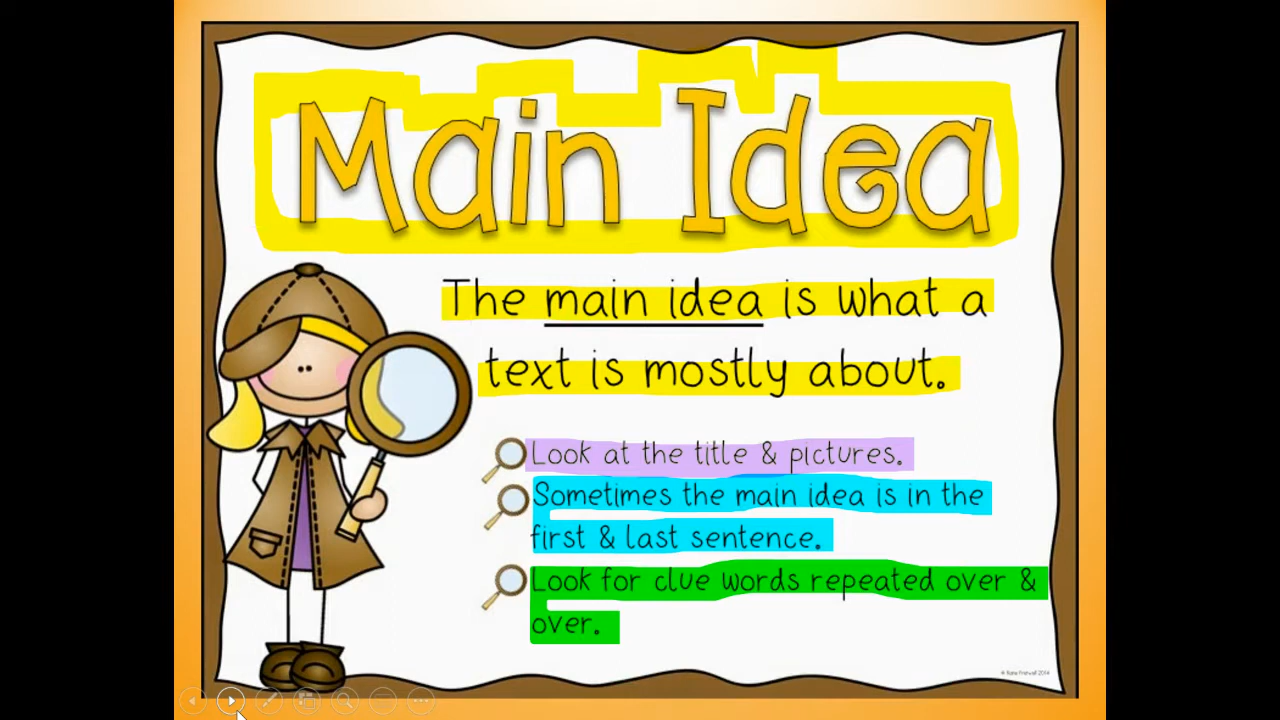 Main Idea
The main idea is what a
text is mostly about.
Look at the title & pictures.
Sometimes the main idea is in the
first & last sentence.
Look for clue words repeated over &
over.